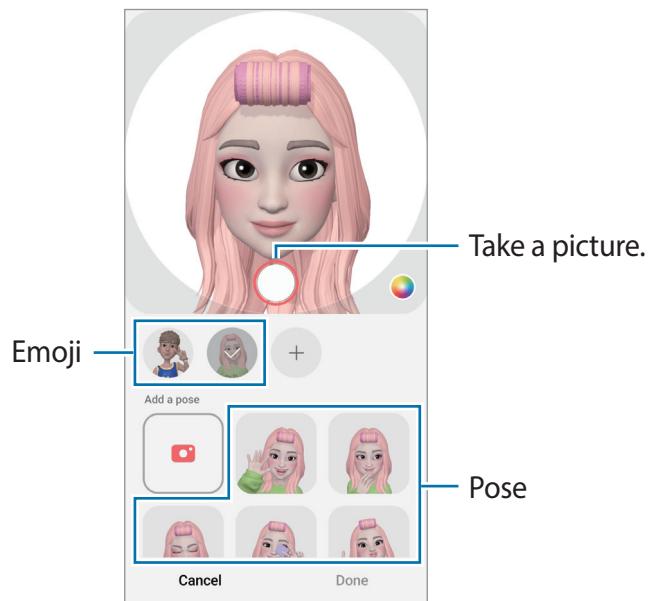 Take a picture.
Emoji
Add a pose
Pose
Cancel
Done